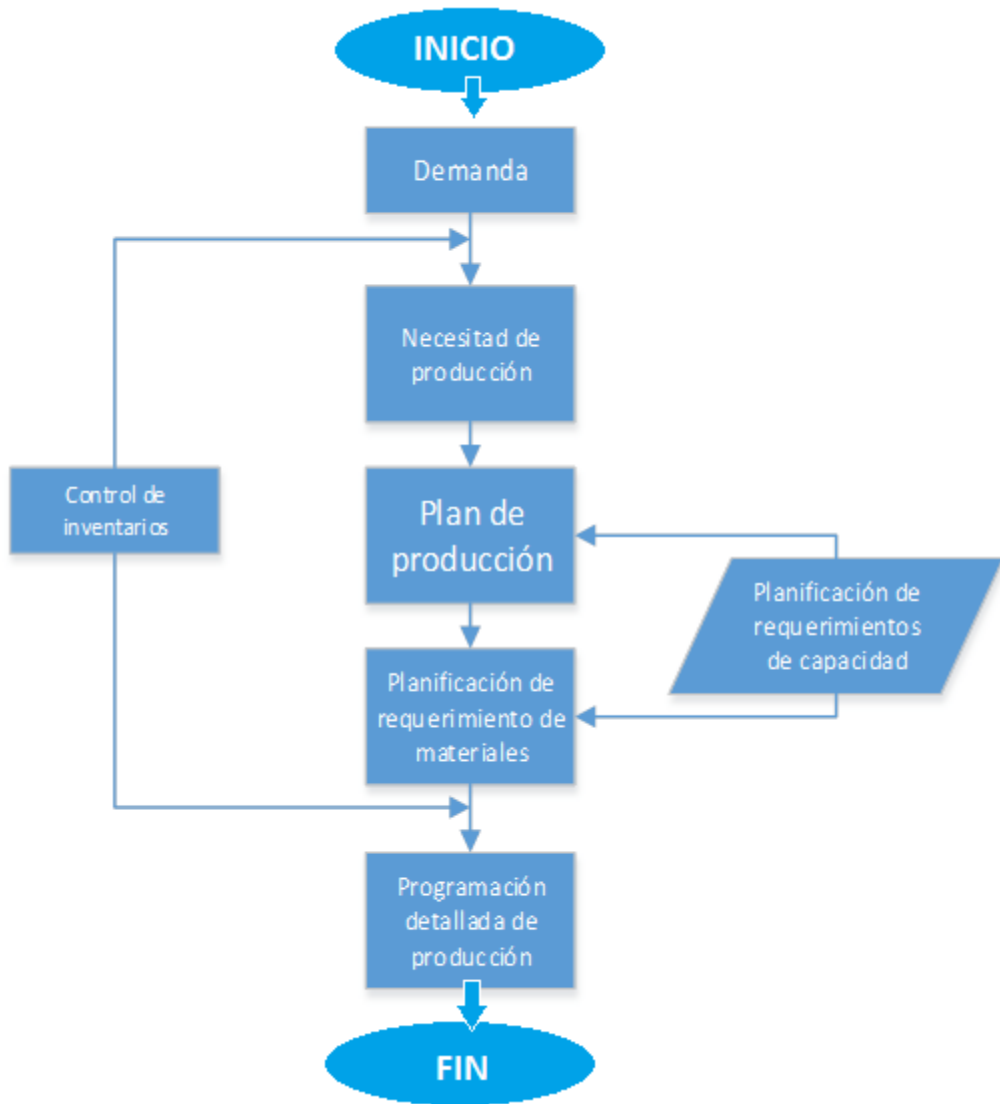 INICIO
Demanda
Necesitad de
producción
Control de
inventarios
Plan de
producción
Planificación de
requerimientos
de capacidad
Planificación de
requerimiento de
materiales
Programación
detallada de
producción
FIN